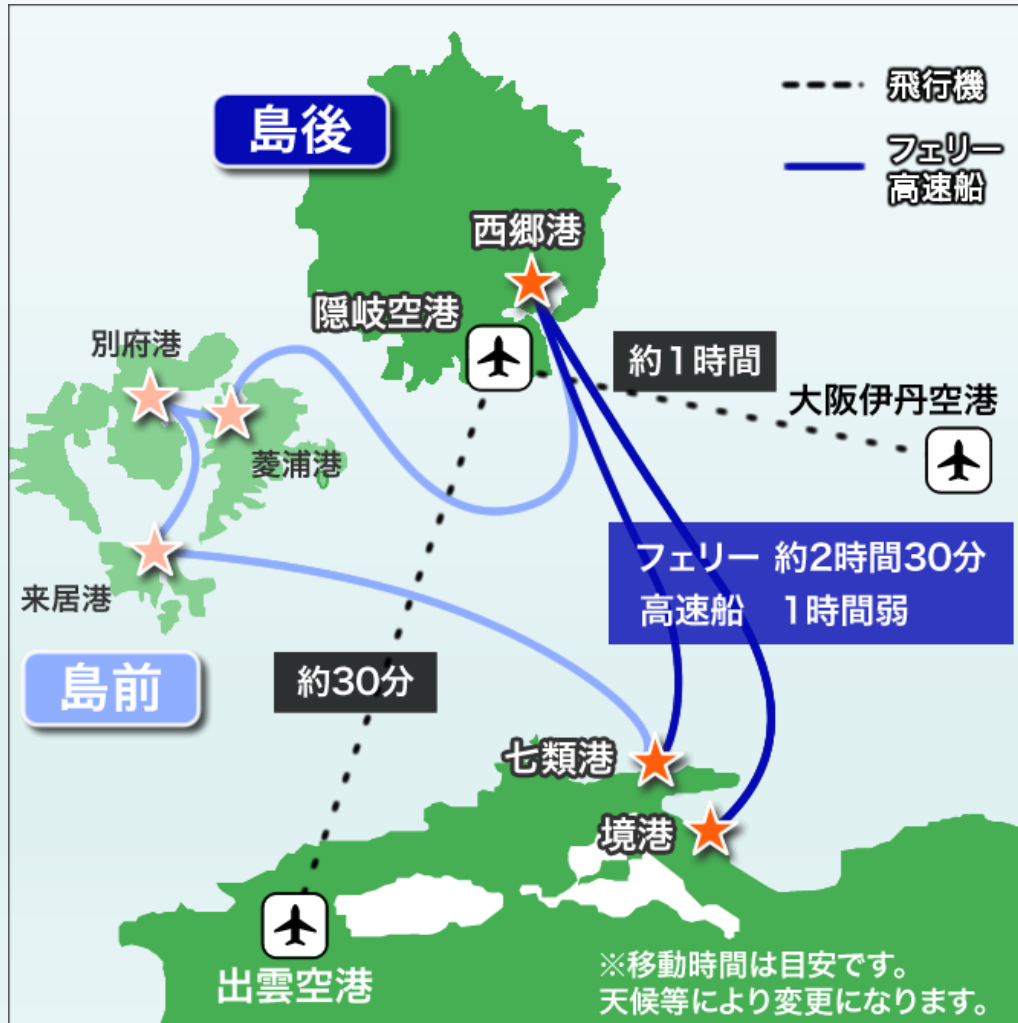 飛行機
島後
フェリー
高速船
西郷港
隠岐空港
別府港
約1時間
大阪伊丹空港
菱浦港
フェリー 約2時間30分
高速船 1時間弱
来居港
島前
約30分
七類港
境港
出雲空港
※移動時間は目安です。
天候等により変更になります。